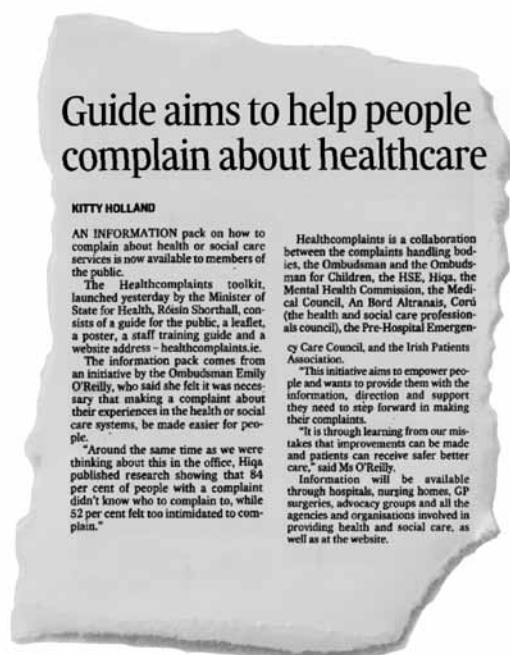 Guide aims to help people
complain about healthcare
KITTY HOLLAND
AN INFORMATION pack on how to
complain about health or social care
services is now available to members of
the public.
The Healthcomplaints toolkit,
launched yesterday by the Minister of
State for Health, Róisín Shorthall, con-
sists of a guide for the public, a leaflet,
a poster, a staff training guide and a
website address – healthcomplaints.ie.
The information pack comes from
an initiative by the Ombudsman Emily
O'Reilly, who said she felt it was neces-
sary that making a complaint about
their experiences in the health or social
care systems, be made easier for peo-
ple.
"Around the same time as we were
thinking about this in the office, Hiqa
published research showing that 84
per cent of people with a complaint
didn't know who to complain to, while
52 per cent felt too intimidated to com-
plain."
Healthcomplaints is a collaboration
between the complaints handling bod-
ies, the Ombudsman and the Ombuds-
man for Children, the HSE, Hiqa, the
Mental Health Commission, the Medi-
cal Council, An Bord Altranais, Corú
(the health and social care profession-
als council), the Pre-Hospital Emergen-
cy Care Council, and the Irish Patients
Association.
"This initiative aims to empower peo-
ple and wants to provide them with the
information, direction and support
they need to step forward in making
their complaints.
"It is through learning from our mis-
takes that improvements can be made
and patients can receive safer better
care," said Ms O'Reilly.
Information will be available
through hospitals, nursing homes, GP
surgeries, advocacy groups and all the
agencies and organisations involved in
providing health and social care, as
well as at the website.